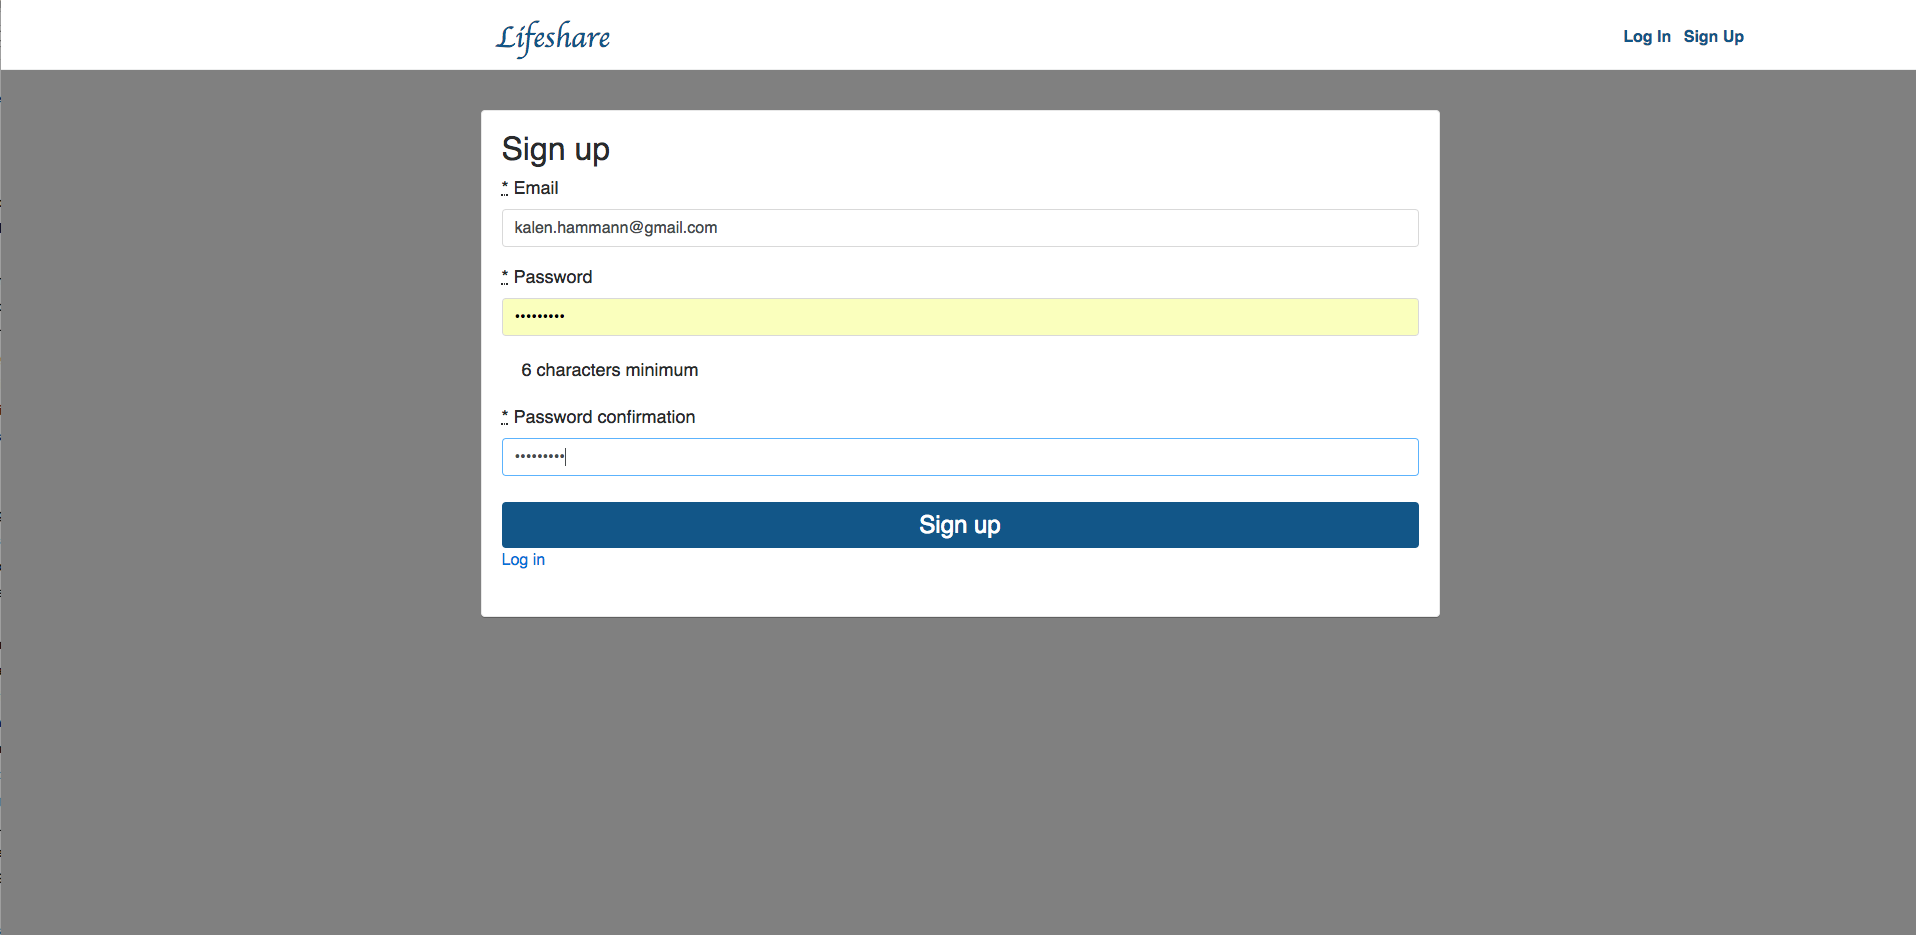 Lifeshare
Log In Sign Up
Sign up
* Email
kalen.hammann@gmail.com
* Password
•••••••••
6 characters minimum
* Password confirmation
•••••••••
Sign up
Log in